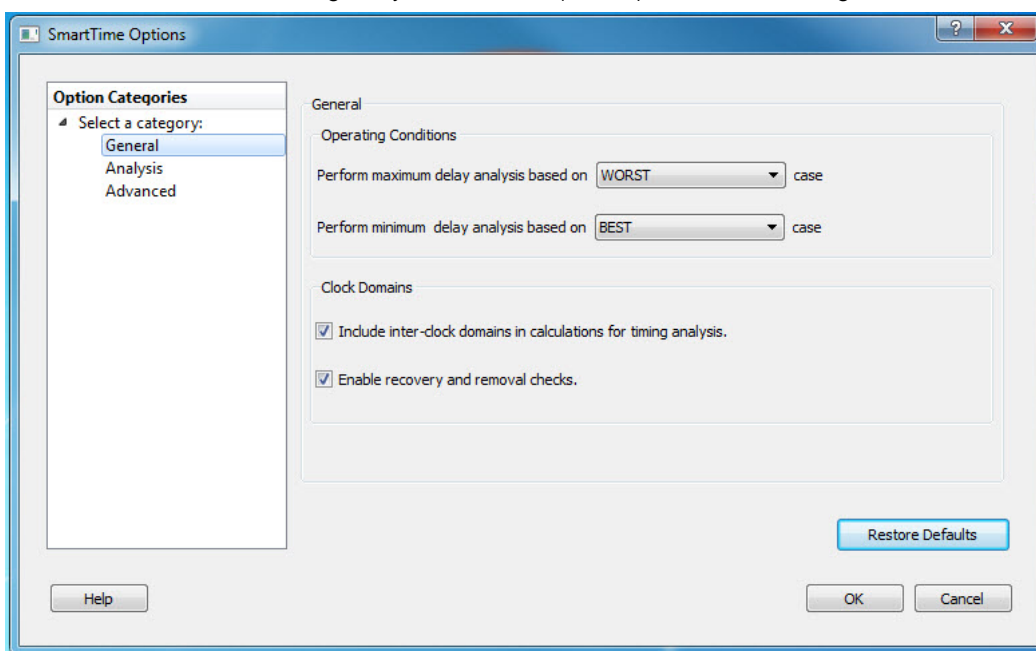 SmartTime Options
Option Categories
Select a category:
General
Analysis
Advanced
General
Operating Conditions
Perform maximum delay analysis based on WORST case
Perform minimum delay analysis based on BEST case
Clock Domains
Include inter-clock domains in calculations for timing analysis.
Enable recovery and removal checks.
Restore Defaults
Help
OK
Cancel